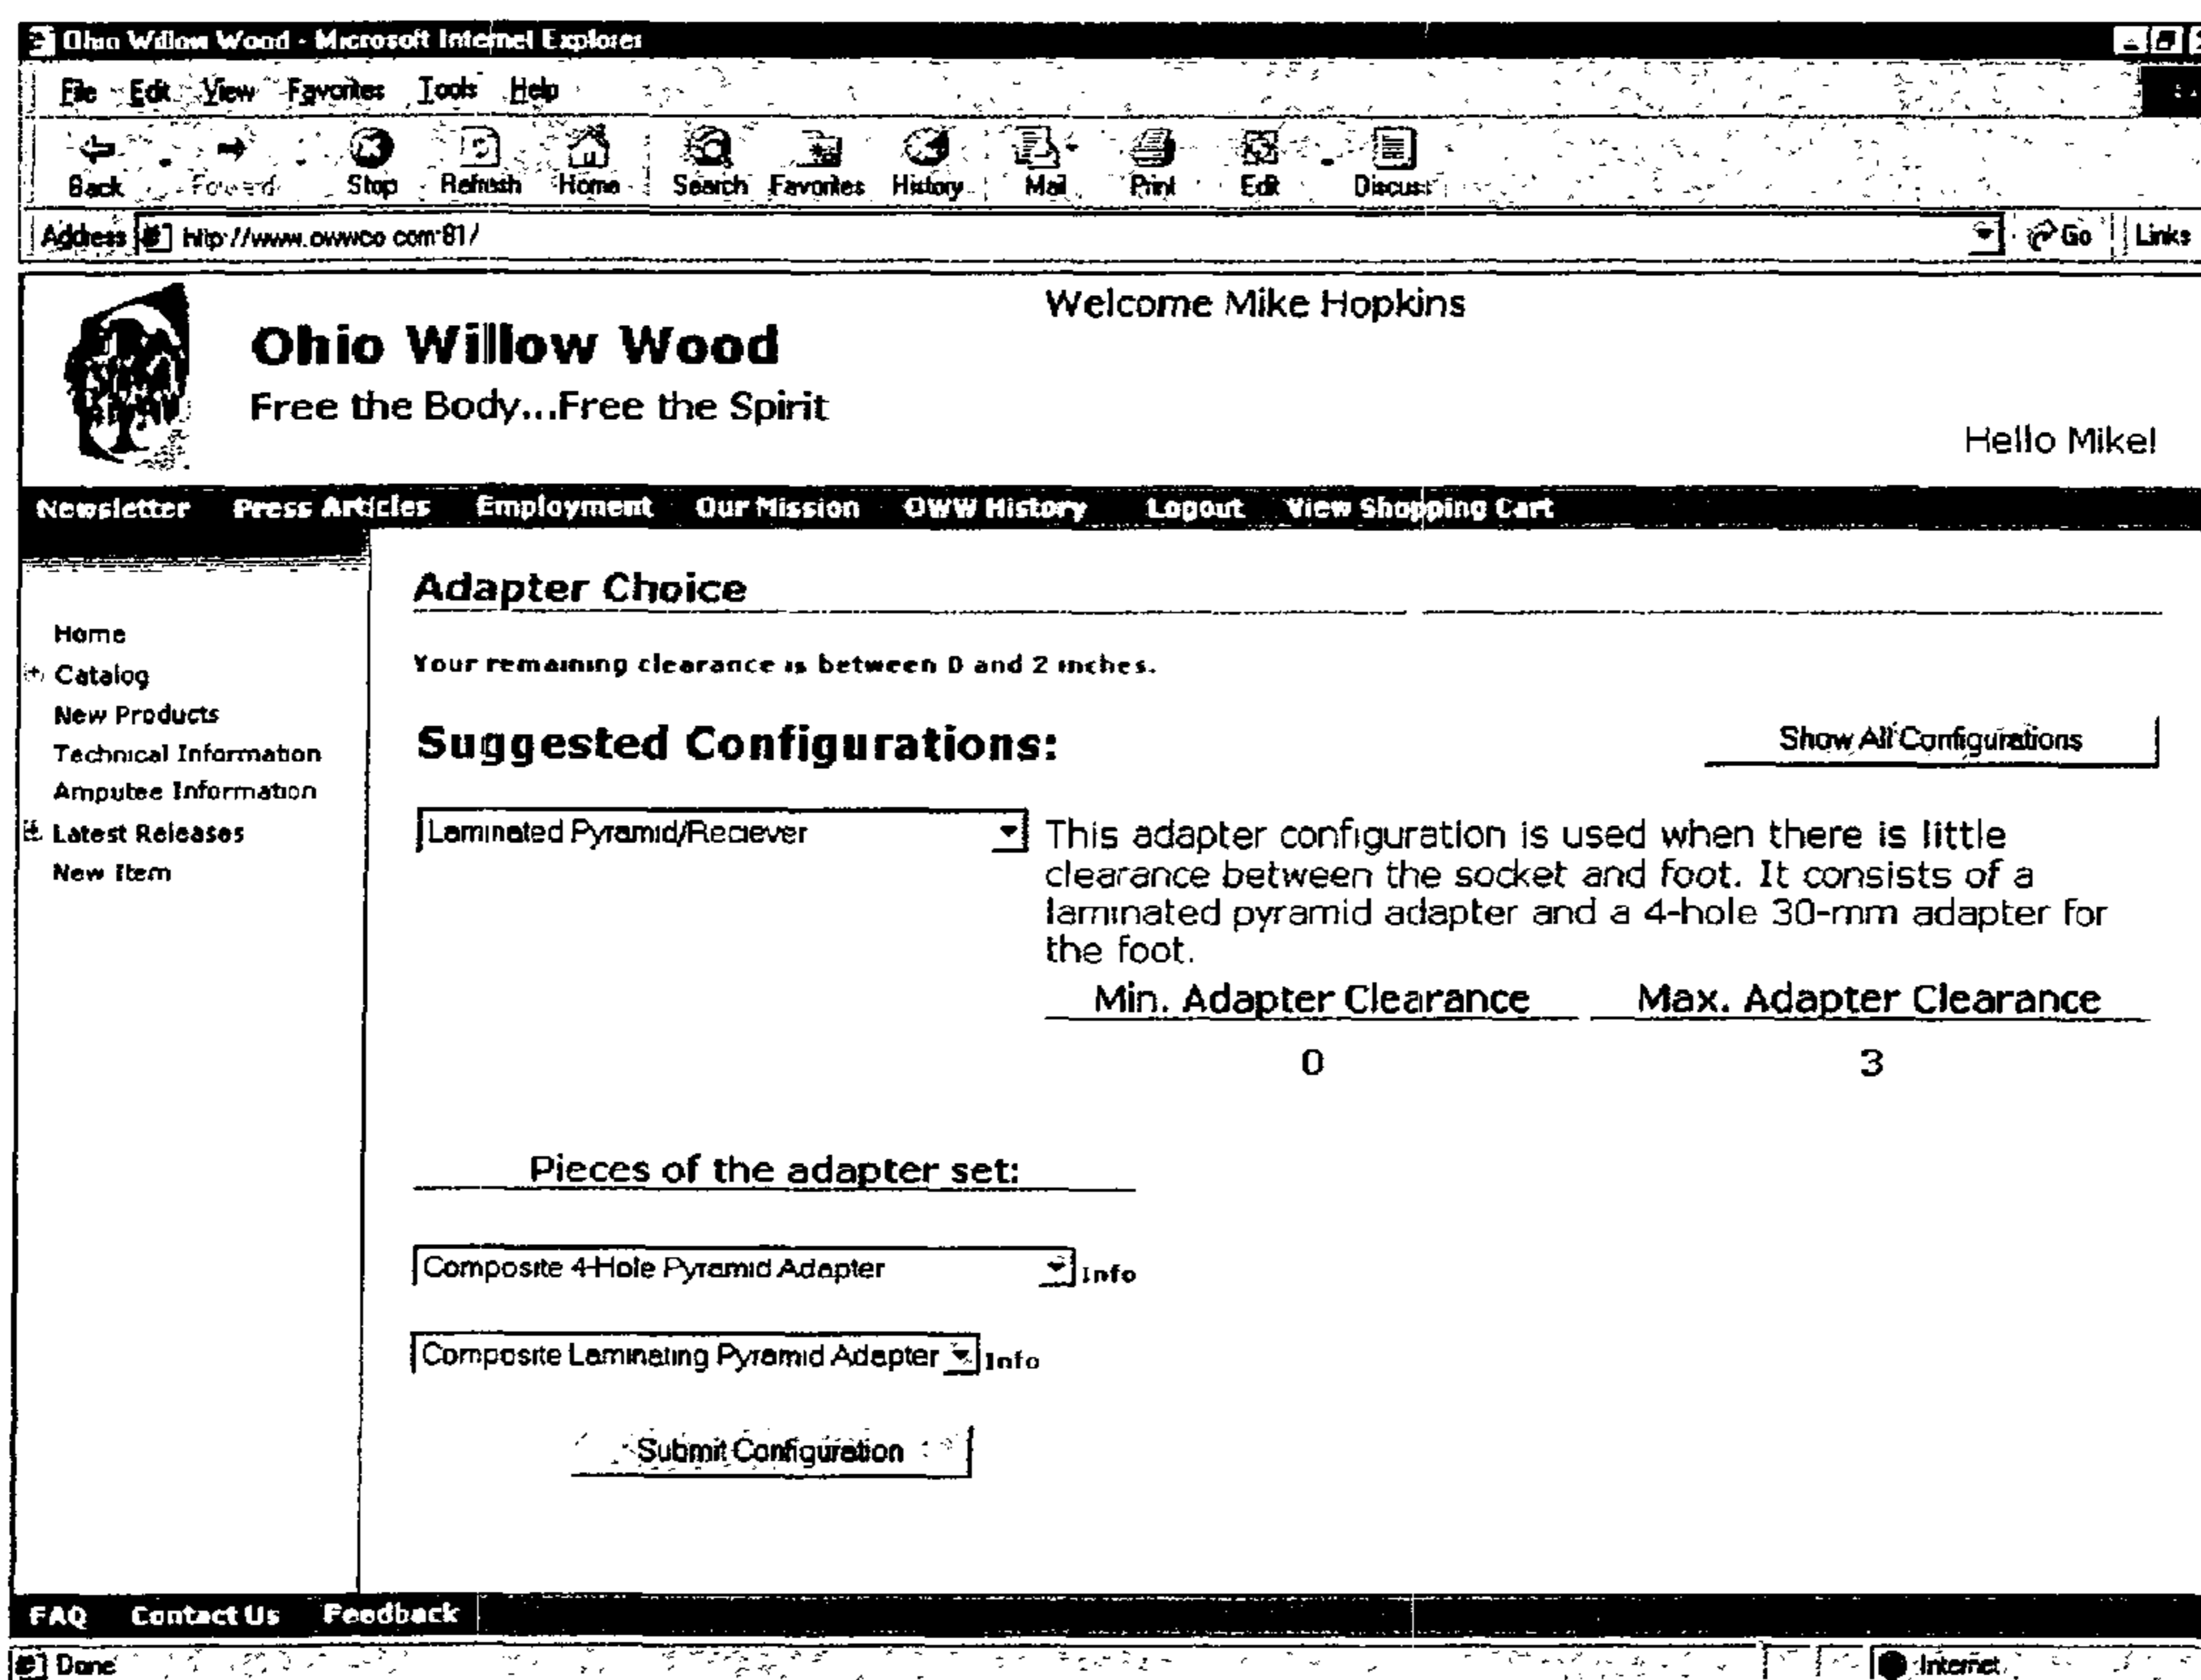 Ohio Willow Wood - Microsoft Internet Explorer
File Edit View Favorites Tools Help
Back Forward Stop Refresh Home Search Favorites History Mail Print Edit Discuss
Address http://www.owwco.com:81/ Go Links
Welcome Mike Hopkins
Ohio Willow Wood
Free the Body...Free the Spirit
Hello Mike!
Newsletter Press Articles Employment Our Mission OWW History Logout View Shopping Cart
Adapter Choice
Home
Your remaining clearance is between 0 and 2 inches.
Catalog
New Products
Suggested Configurations:
Show All Configurations
Technical Information
Amputee Information
Latest Releases
New Item
Laminated Pyramid/Reciever
This adapter configuration is used when there is little
clearance between the socket and foot. It consists of a
laminated pyramid adapter and a 4-hole 30-mm adapter for
the foot.
Min. Adapter Clearance Max. Adapter Clearance
0 3
Pieces of the adapter set:
Composite 4-Hole Pyramid Adapter Info
Composite Laminating Pyramid Adapter Info
Submit Configuration
FAQ Contact Us Feedback
Done Internet